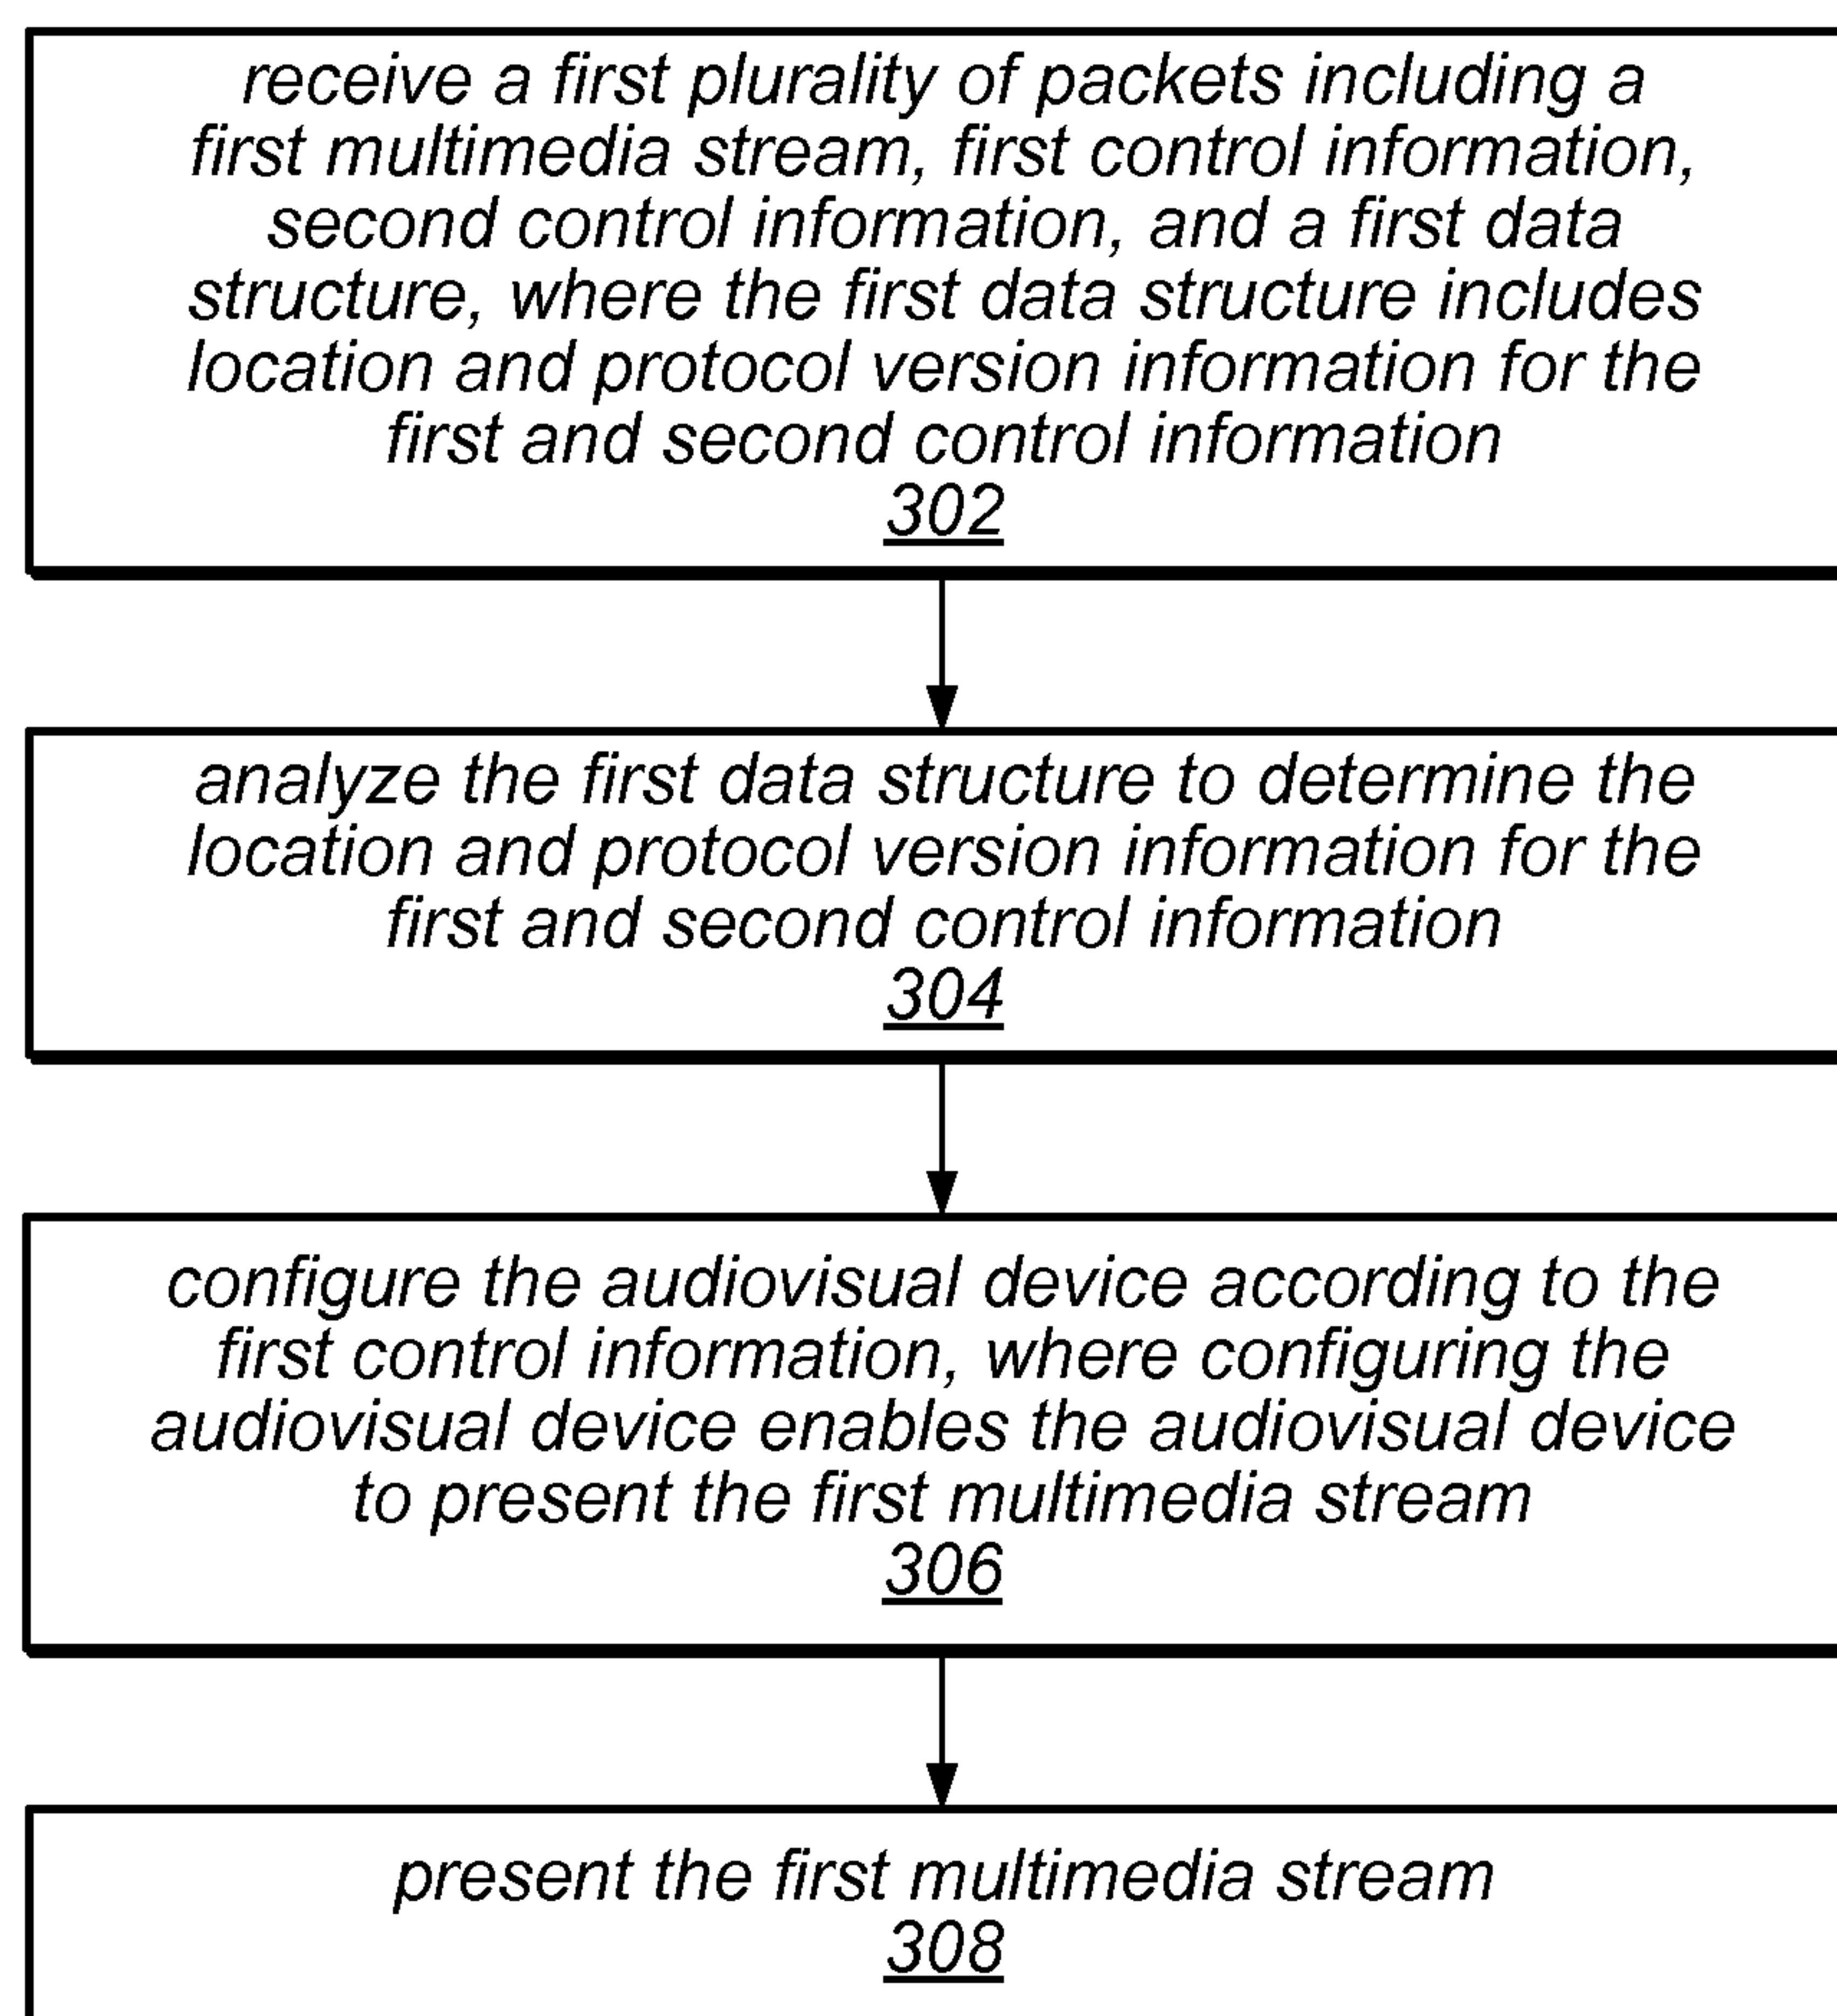 receive a first plurality of packets including a
first multimedia stream, first control information,
second control information, and a first data
structure, where the first data structure includes
location and protocol version information for the
first and second control information
302
analyze the first data structure to determine the
location and protocol version information for the
first and second control information
304
configure the audiovisual device according to the
first control information, where configuring the
audiovisual device enables the audiovisual device
to present the first multimedia stream
306
present the first multimedia stream
308